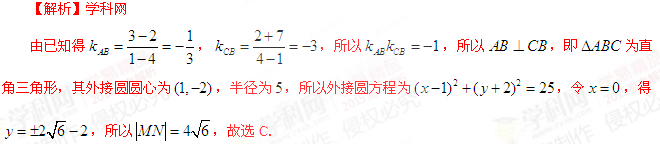 【解析】学科网
由已知得 $k_{AB}=\frac{3-2}{1-4}=-\frac{1}{3}$，$k_{CB}=\frac{2+7}{4-1}=-3$，所以 $k_{AB}k_{CB}=-1$，所以 $AB\perp CB$，即 $\Delta ABC$ 为直
角三角形，其外接圆圆心为 $(1,-2)$，半径为 5，所以外接圆方程为 $(x-1)^2+(y+2)^2=25$，令 $x=0$，得
$y=\pm 2\sqrt{6}-2$，所以 $|MN|=4\sqrt{6}$，故选 C.